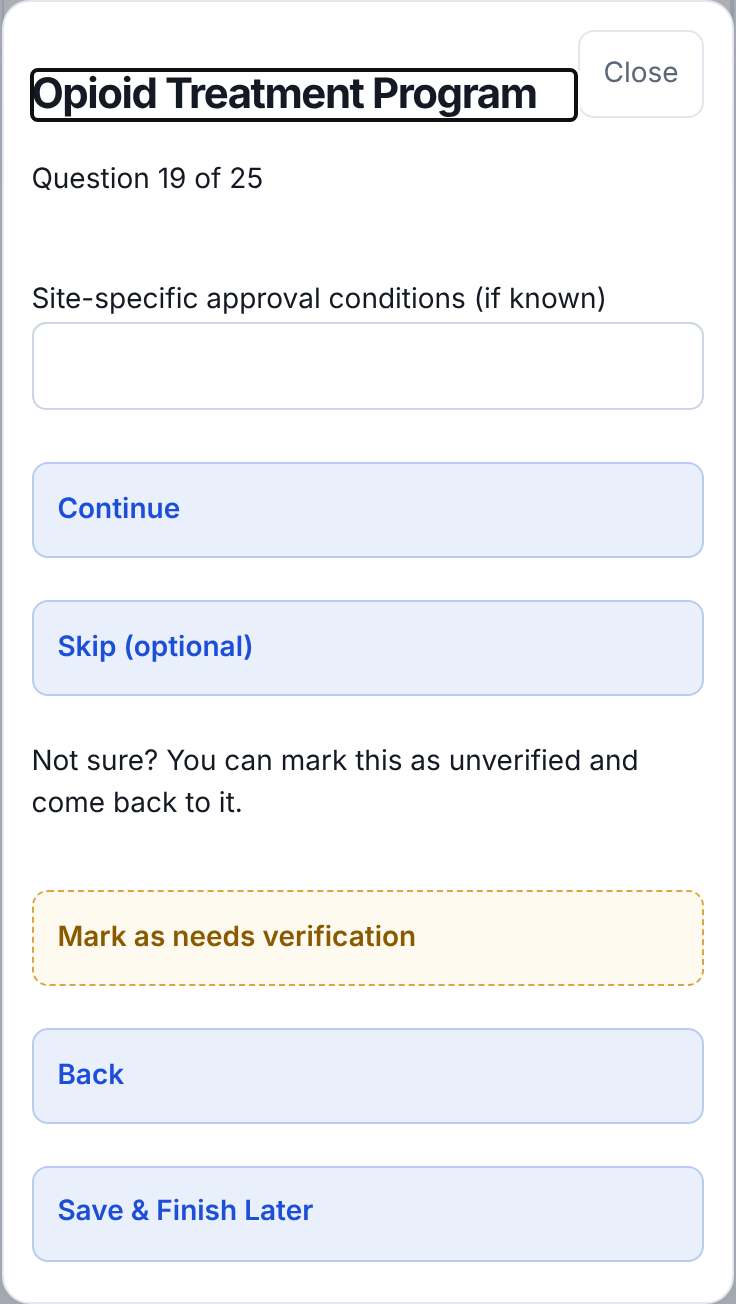 Opioid Treatment Program
Close
Question 19 of 25
Site-specific approval conditions (if known)
Continue
Skip (optional)
Not sure? You can mark this as unverified and
come back to it.
Mark as needs verification
Back
Save & Finish Later